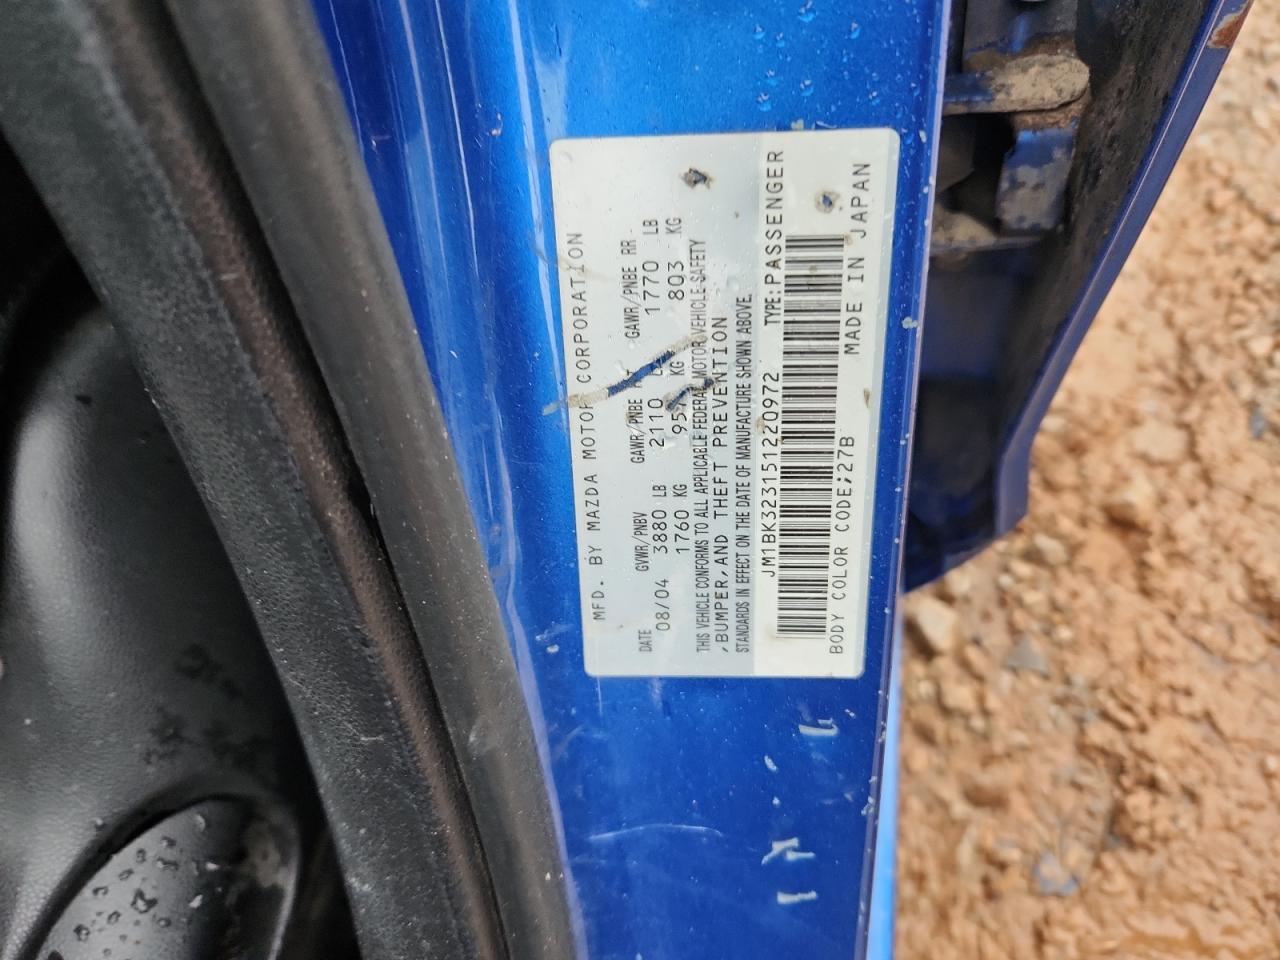 MFD. BY MAZDA MOTOR CORPORATION
DATE GVWR/PNBV GAWR/PNBE GAWR/PNBE RR
08/04 3880 LB 2110 1770 LB
1760 KG KG 803 KG
THIS VEHICLE CONFORMS TO ALL APPLICABLE FEDERAL MOTOR VEHICLE SAFETY
,BUMPER,AND THEFT PREVENTION
STANDARDS IN EFFECT ON THE DATE OF MANUFACTURE SHOWN ABOVE.
JM1BK323151220972 TYPE:PASSENGER
BODY COLOR CODE;27B MADE IN JAPAN